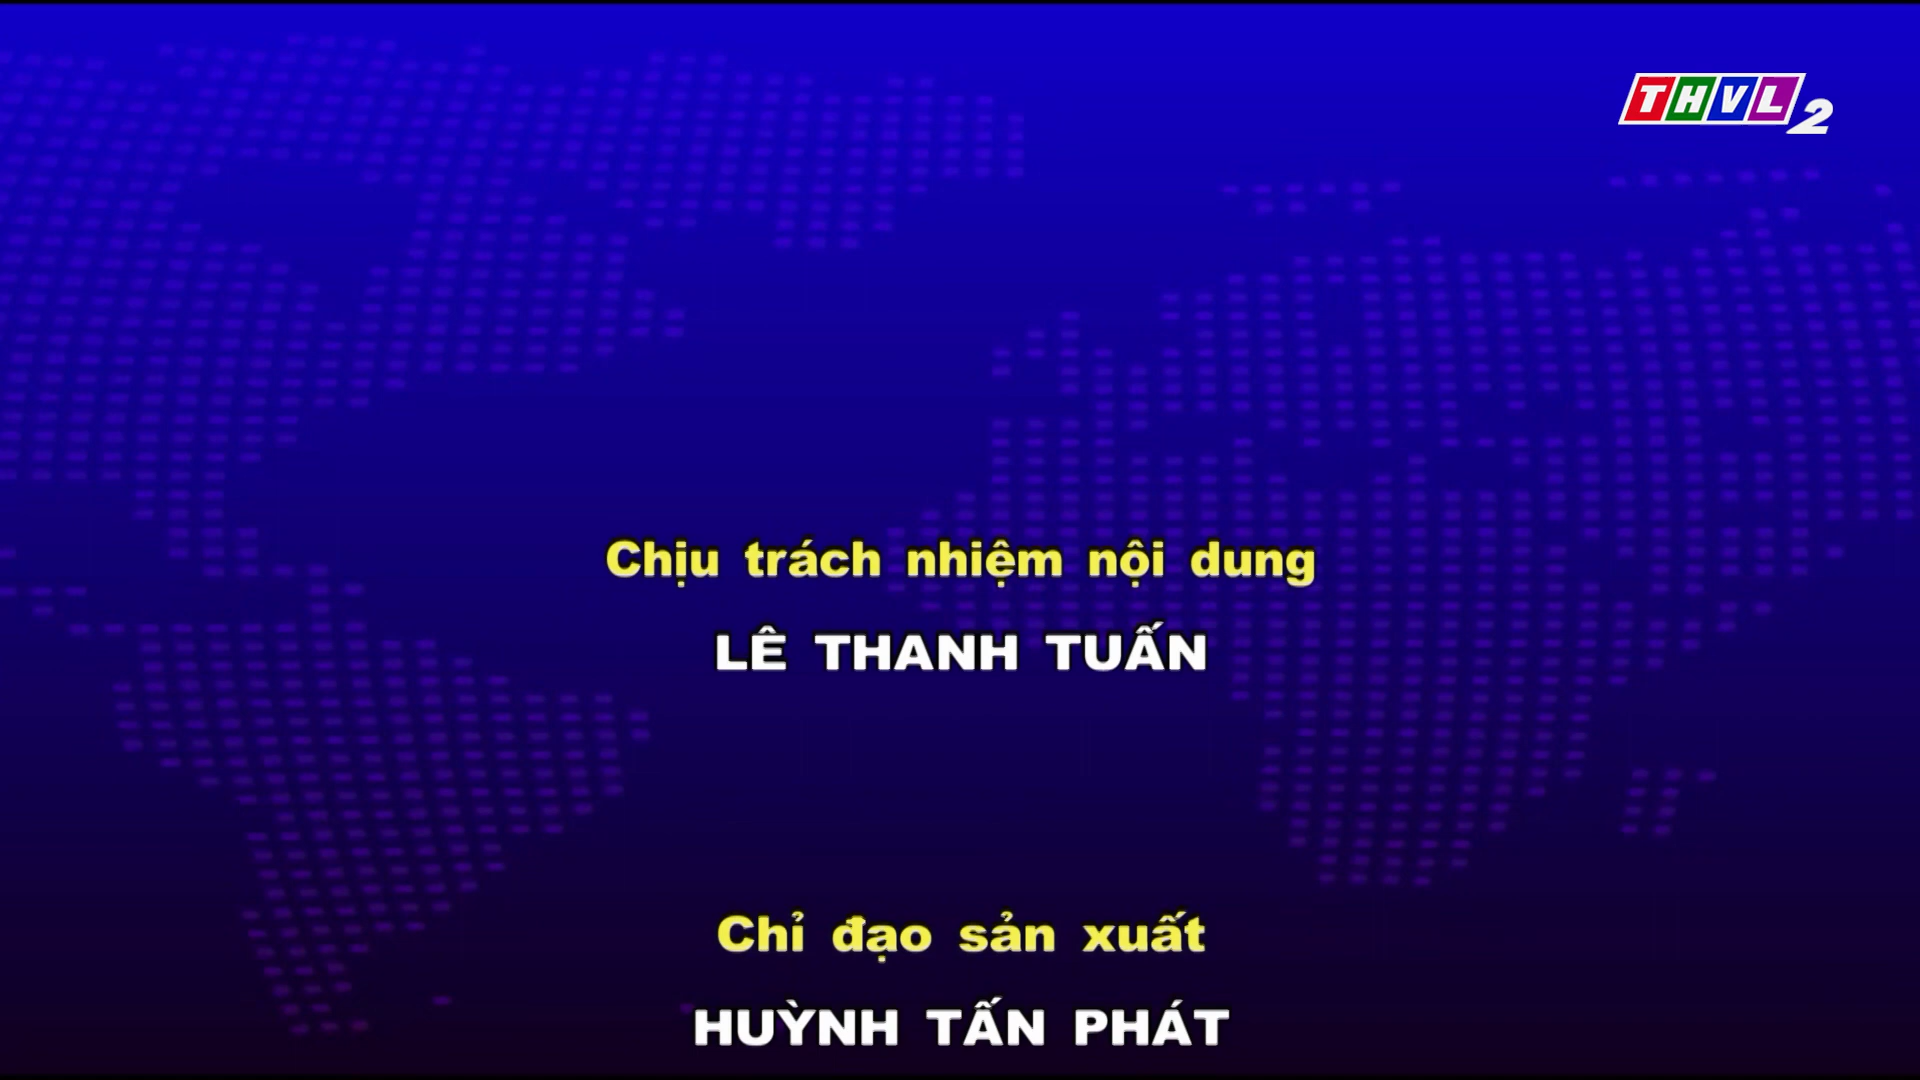 THVL2
Chịu trách nhiệm nội dung
LÊ THANH TUẤN
Chỉ đạo sản xuất
HUỲNH TẤN PHÁT